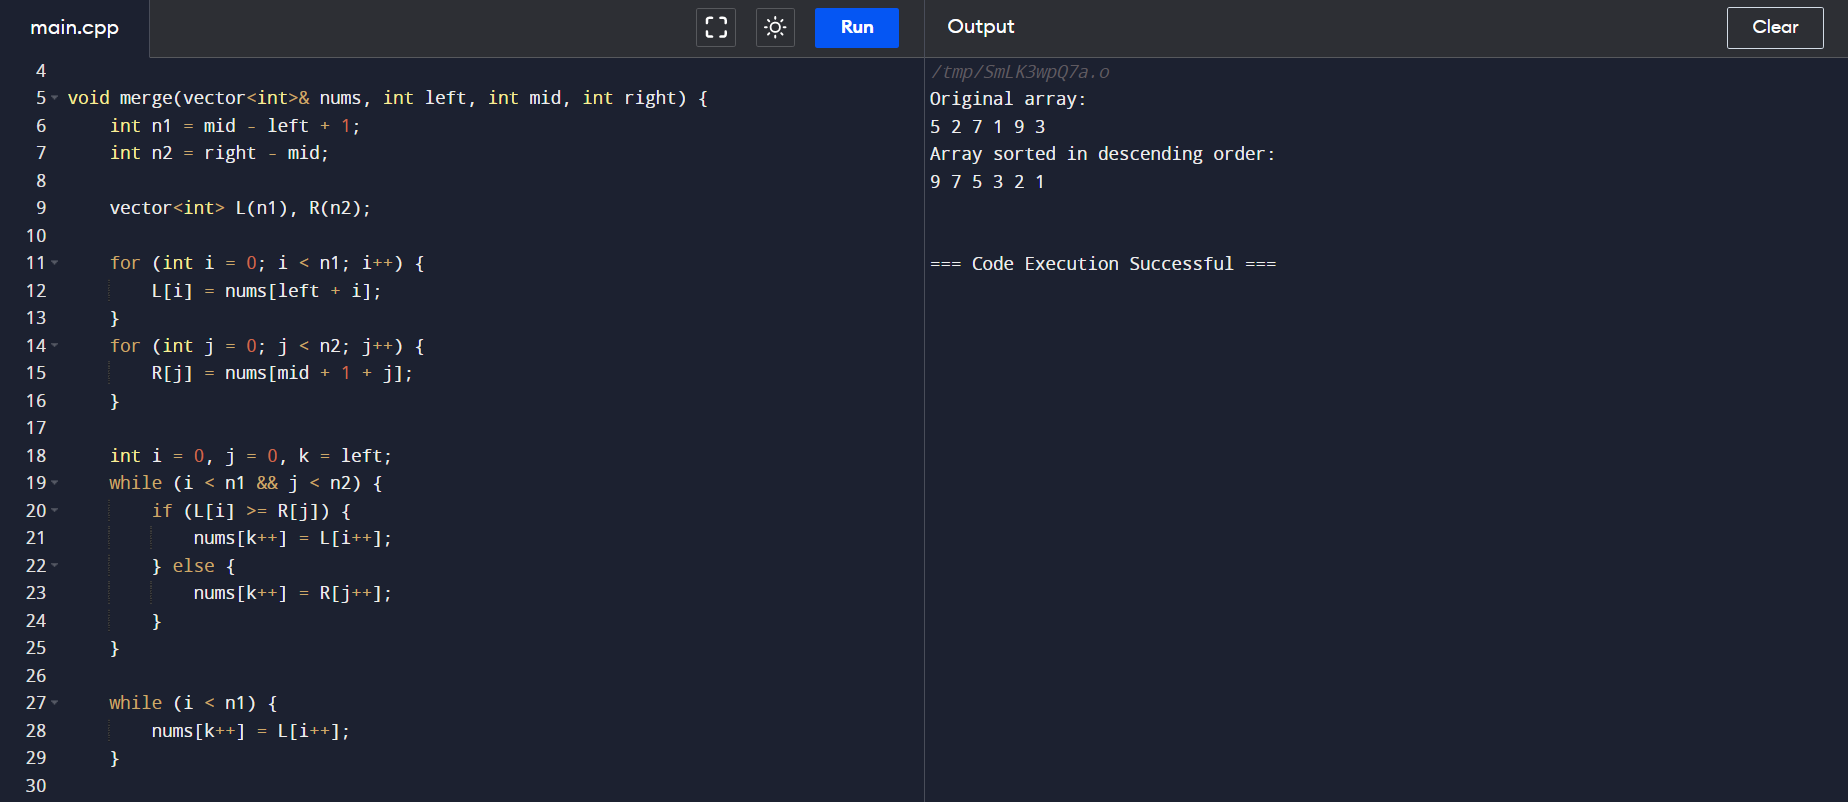 main.cpp
Run
4
5 void merge(vector<int>& nums, int left, int mid, int right) {
6     int n1 = mid - left + 1;
7     int n2 = right - mid;
8
9     vector<int> L(n1), R(n2);
10
11     for (int i = 0; i < n1; i++) {
12         L[i] = nums[left + i];
13     }
14     for (int j = 0; j < n2; j++) {
15         R[j] = nums[mid + 1 + j];
16     }
17
18     int i = 0, j = 0, k = left;
19     while (i < n1 && j < n2) {
20         if (L[i] >= R[j]) {
21             nums[k++] = L[i++];
22         } else {
23             nums[k++] = R[j++];
24         }
25     }
26
27     while (i < n1) {
28         nums[k++] = L[i++];
29     }
30
Output
Clear
/tmp/SmLK3wpQ7a.o
Original array:
5 2 7 1 9 3
Array sorted in descending order:
9 7 5 3 2 1
=== Code Execution Successful ===